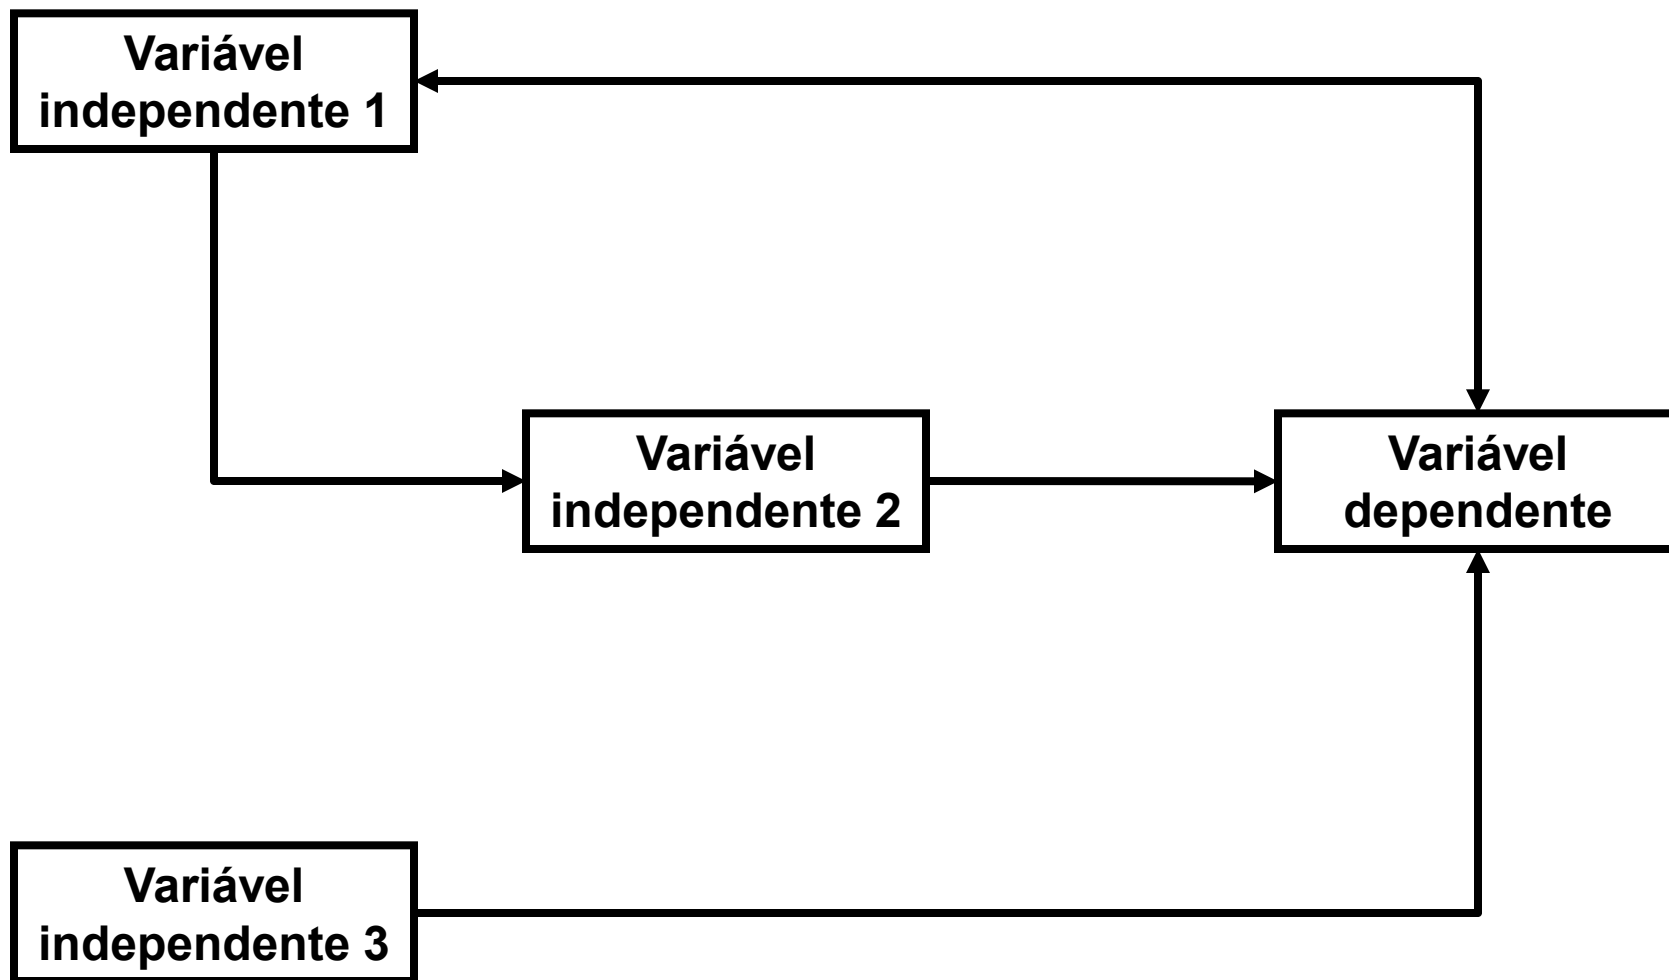 Variável
independente 1
Variável
independente 2
Variável
dependente
Variável
independente 3